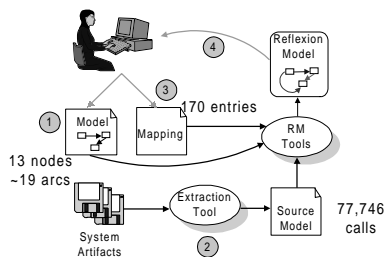 4
Reflexion
Model
3
1
Model
Mapping
170 entries
RM
Tools
13 nodes
~19 arcs
Extraction
Tool
Source
Model
77,746
calls
System
Artifacts
2